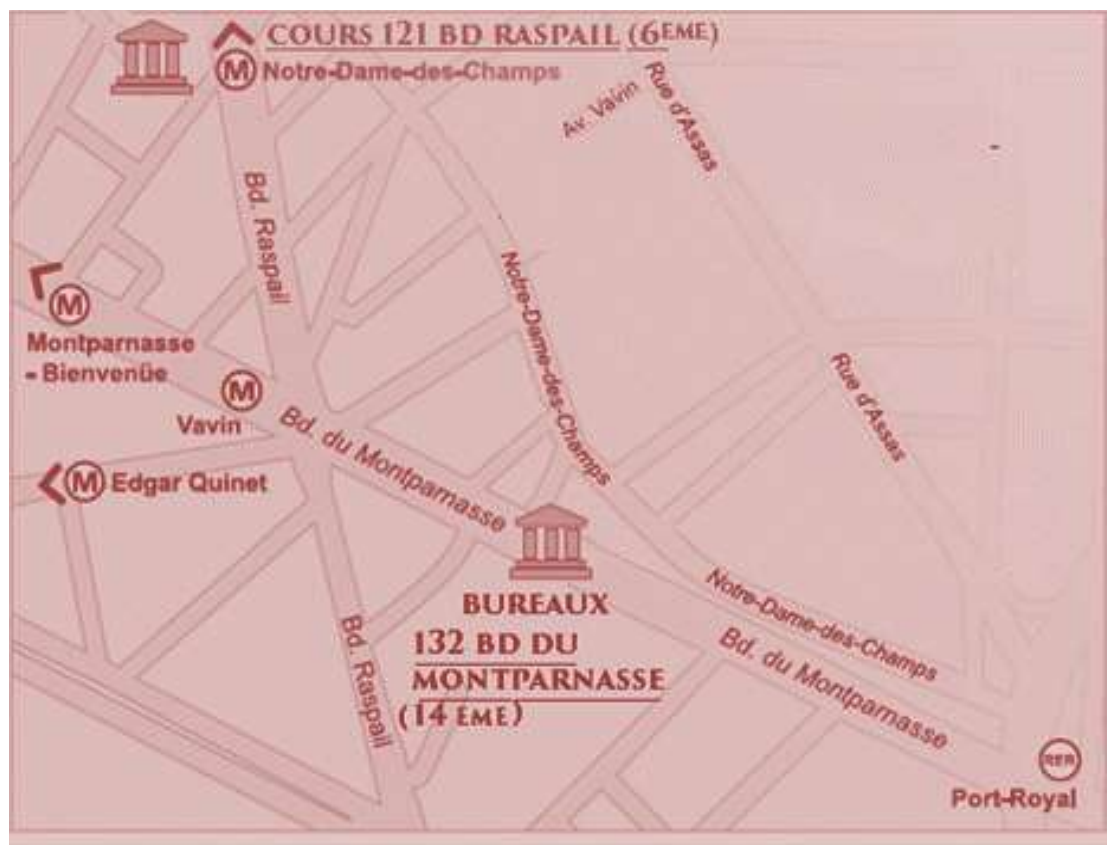 COURS 121 BD RASPAIL (6EME)
M Notre-Dame-des-Champs
Av. Vavin
Rue d'Assas
Bd. Raspail
Notre-Dame-des-Champs
M
Montparnasse
- Bienvenüe
M
Vavin
Bd. du Montparnasse
Rue d'Assas
M Edgar Quinet
BUREAUX
132 BD DU
MONTPARNASSE
(14 EME)
Bd. Raspail
Notre-Dame-des-Champs
Bd. du Montparnasse
RER
Port-Royal